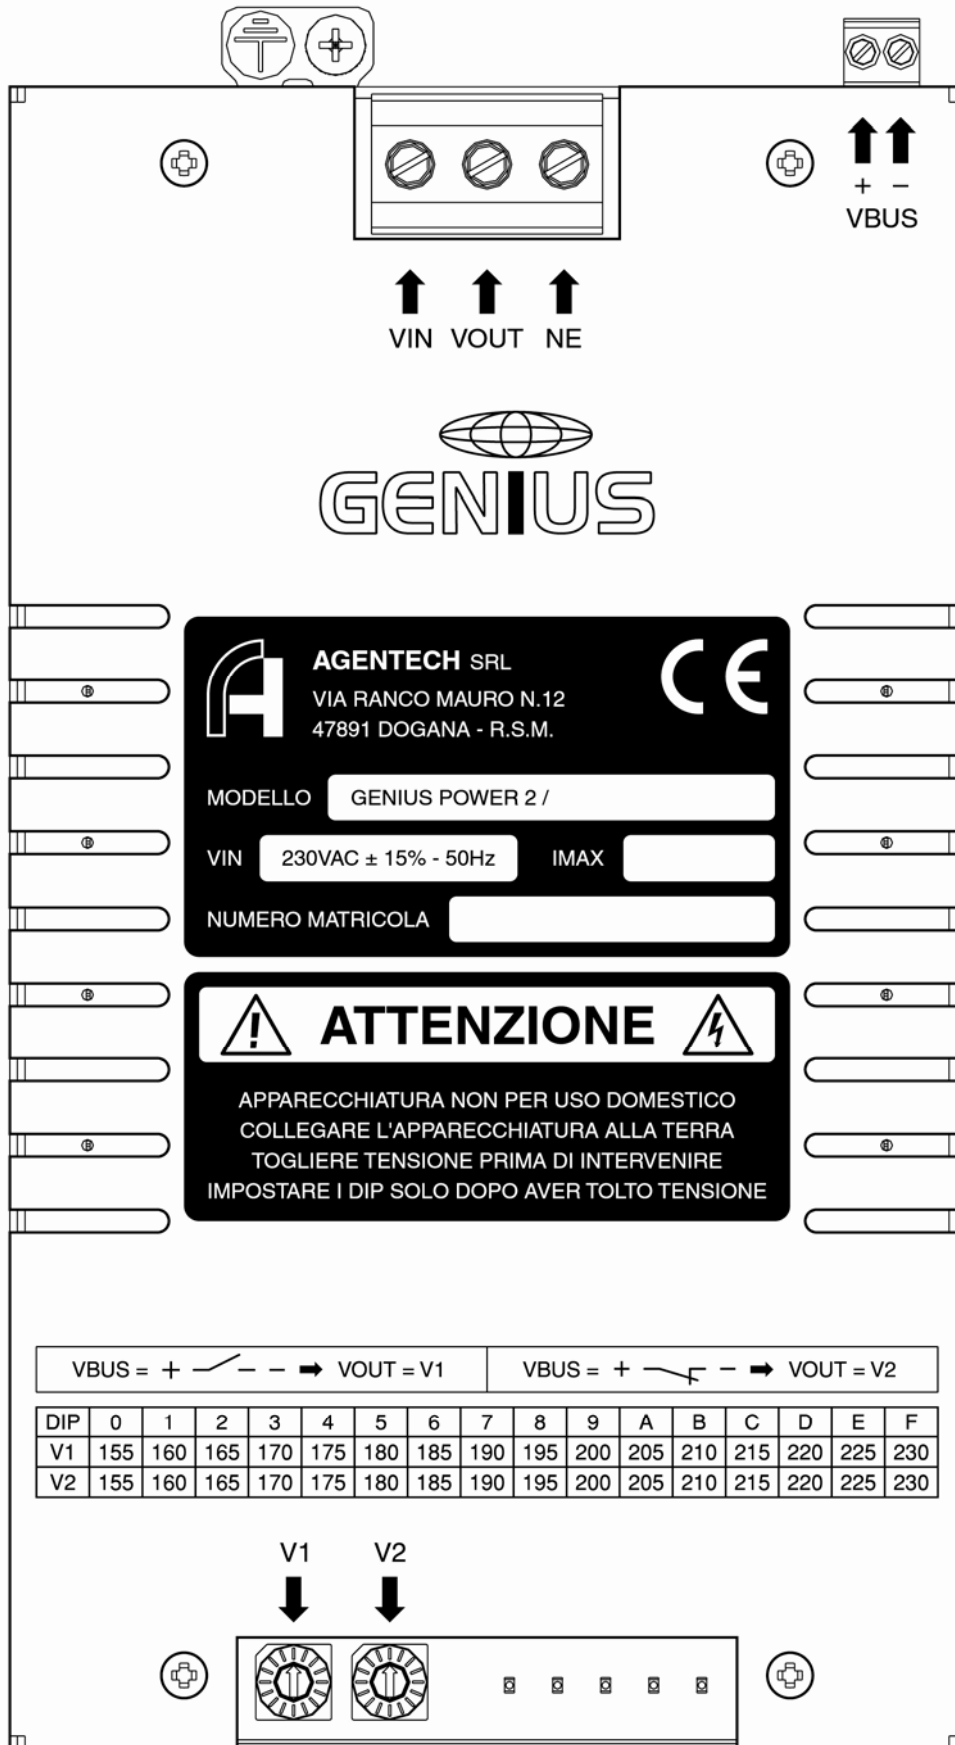 + −
VBUS
VIN VOUT NE
GENIUS
AGENTECH SRL
VIA RANCO MAURO N.12
47891 DOGANA - R.S.M.
CE
MODELLO GENIUS POWER 2 /
VIN 230VAC ± 15% - 50Hz IMAX
NUMERO MATRICOLA
ATTENZIONE
APPARECCHIATURA NON PER USO DOMESTICO
COLLEGARE L'APPARECCHIATURA ALLA TERRA
TOGLIERE TENSIONE PRIMA DI INTERVENIRE
IMPOSTARE I DIP SOLO DOPO AVER TOLTO TENSIONE
VBUS = + − ➡ VOUT = V1 VBUS = + − ➡ VOUT = V2
DIP 0 1 2 3 4 5 6 7 8 9 A B C D E F
V1 155 160 165 170 175 180 185 190 195 200 205 210 215 220 225 230
V2 155 160 165 170 175 180 185 190 195 200 205 210 215 220 225 230
V1 V2